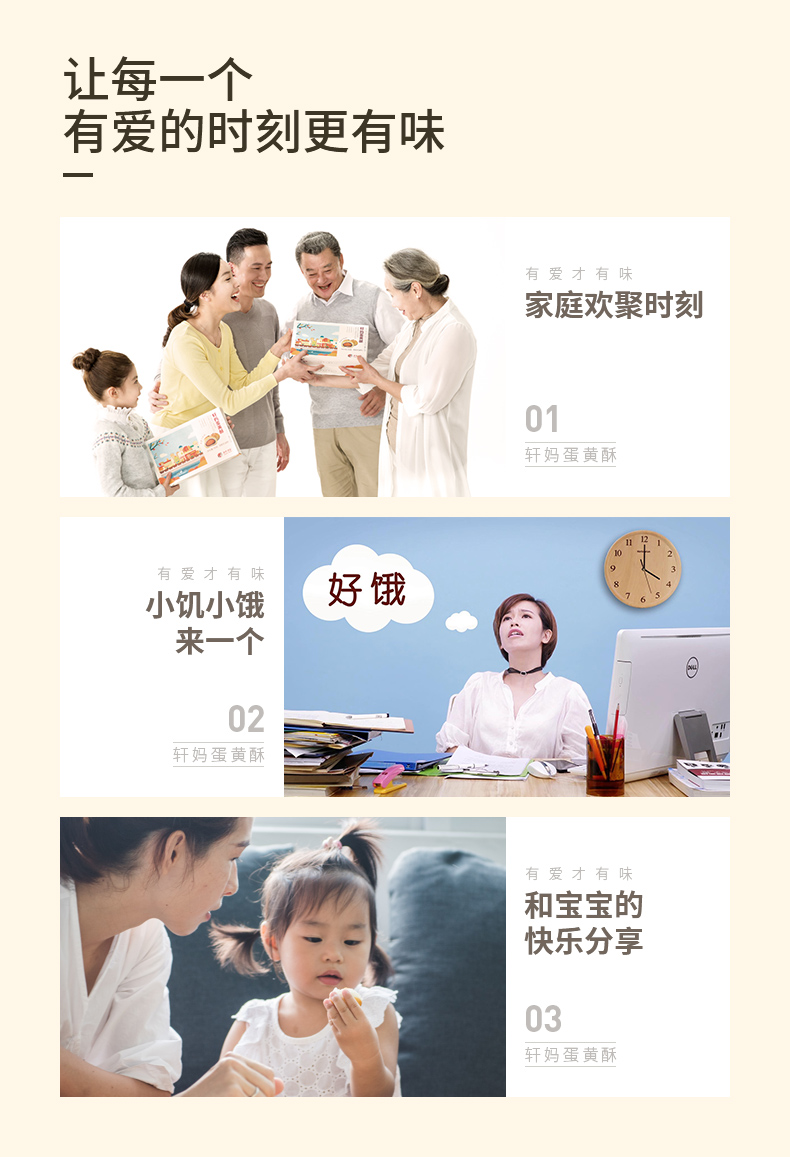 让每一个
有爱的时刻更有味
有爱才有味
家庭欢聚时刻
01
轩妈蛋黄酥
有爱才有味
小饥小饿
来一个
02
轩妈蛋黄酥
好饿
12
1
2
3
4
5
6
7
8
9
10
11
DELL
有爱才有味
和宝宝的
快乐分享
03
轩妈蛋黄酥